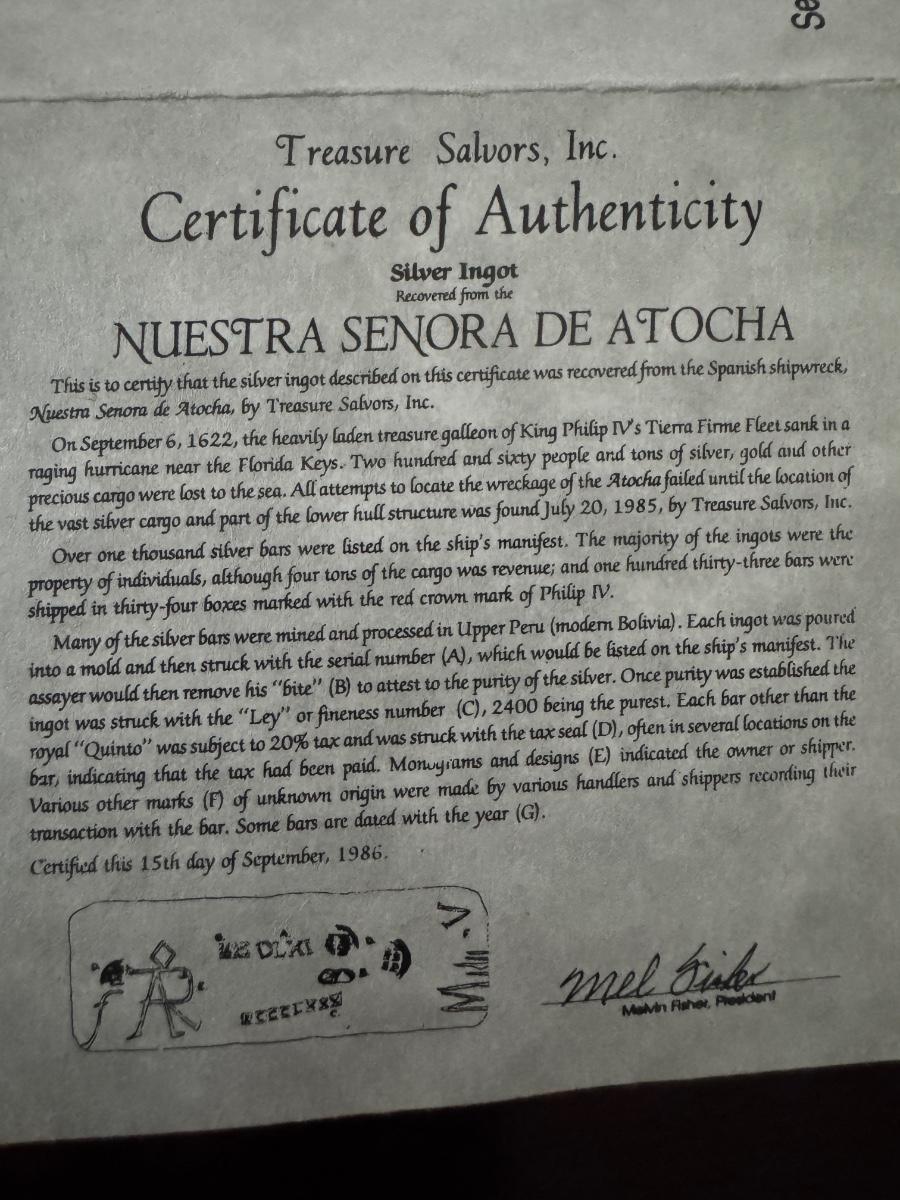 Se
Treasure Salvors, Inc.
Certificate of Authenticity
Silver Ingot
Recovered from the
NUESTRA SENORA DE ATOCHA
This is to certify that the silver ingot described on this certificate was recovered from the Spanish shipwreck,
Nuestra Senora de Atocha, by Treasure Salvors, Inc.
On September 6, 1622, the heavily laden treasure galleon of King Philip IV's Tierra Firme Fleet sank in a
raging hurricane near the Florida Keys. Two hundred and sixty people and tons of silver, gold and other
precious cargo were lost to the sea. All attempts to locate the wreckage of the Atocha failed until the location of
the vast silver cargo and part of the lower hull structure was found July 20, 1985, by Treasure Salvors, Inc.
Over one thousand silver bars were listed on the ship's manifest. The majority of the ingots were the
property of individuals, although four tons of the cargo was revenue; and one hundred thirty-three bars were
shipped in thirty-four boxes marked with the red crown mark of Philip IV.
Many of the silver bars were mined and processed in Upper Peru (modern Bolivia). Each ingot was poured
into a mold and then struck with the serial number (A), which would be listed on the ship's manifest. The
assayer would then remove his "bite" (B) to attest to the purity of the silver. Once purity was established the
ingot was struck with the "Ley" or fineness number (C), 2400 being the purest. Each bar other than the
royal "Quinto" was subject to 20% tax and was struck with the tax seal (D), often in several locations on the
bar, indicating that the tax had been paid. Monograms and designs (E) indicated the owner or shipper.
Various other marks (F) of unknown origin were made by various handlers and shippers recording their
transaction with the bar. Some bars are dated with the year (G).
Certified this 15th day of September, 1986.
Mel Fisher
Melvin Fisher, President